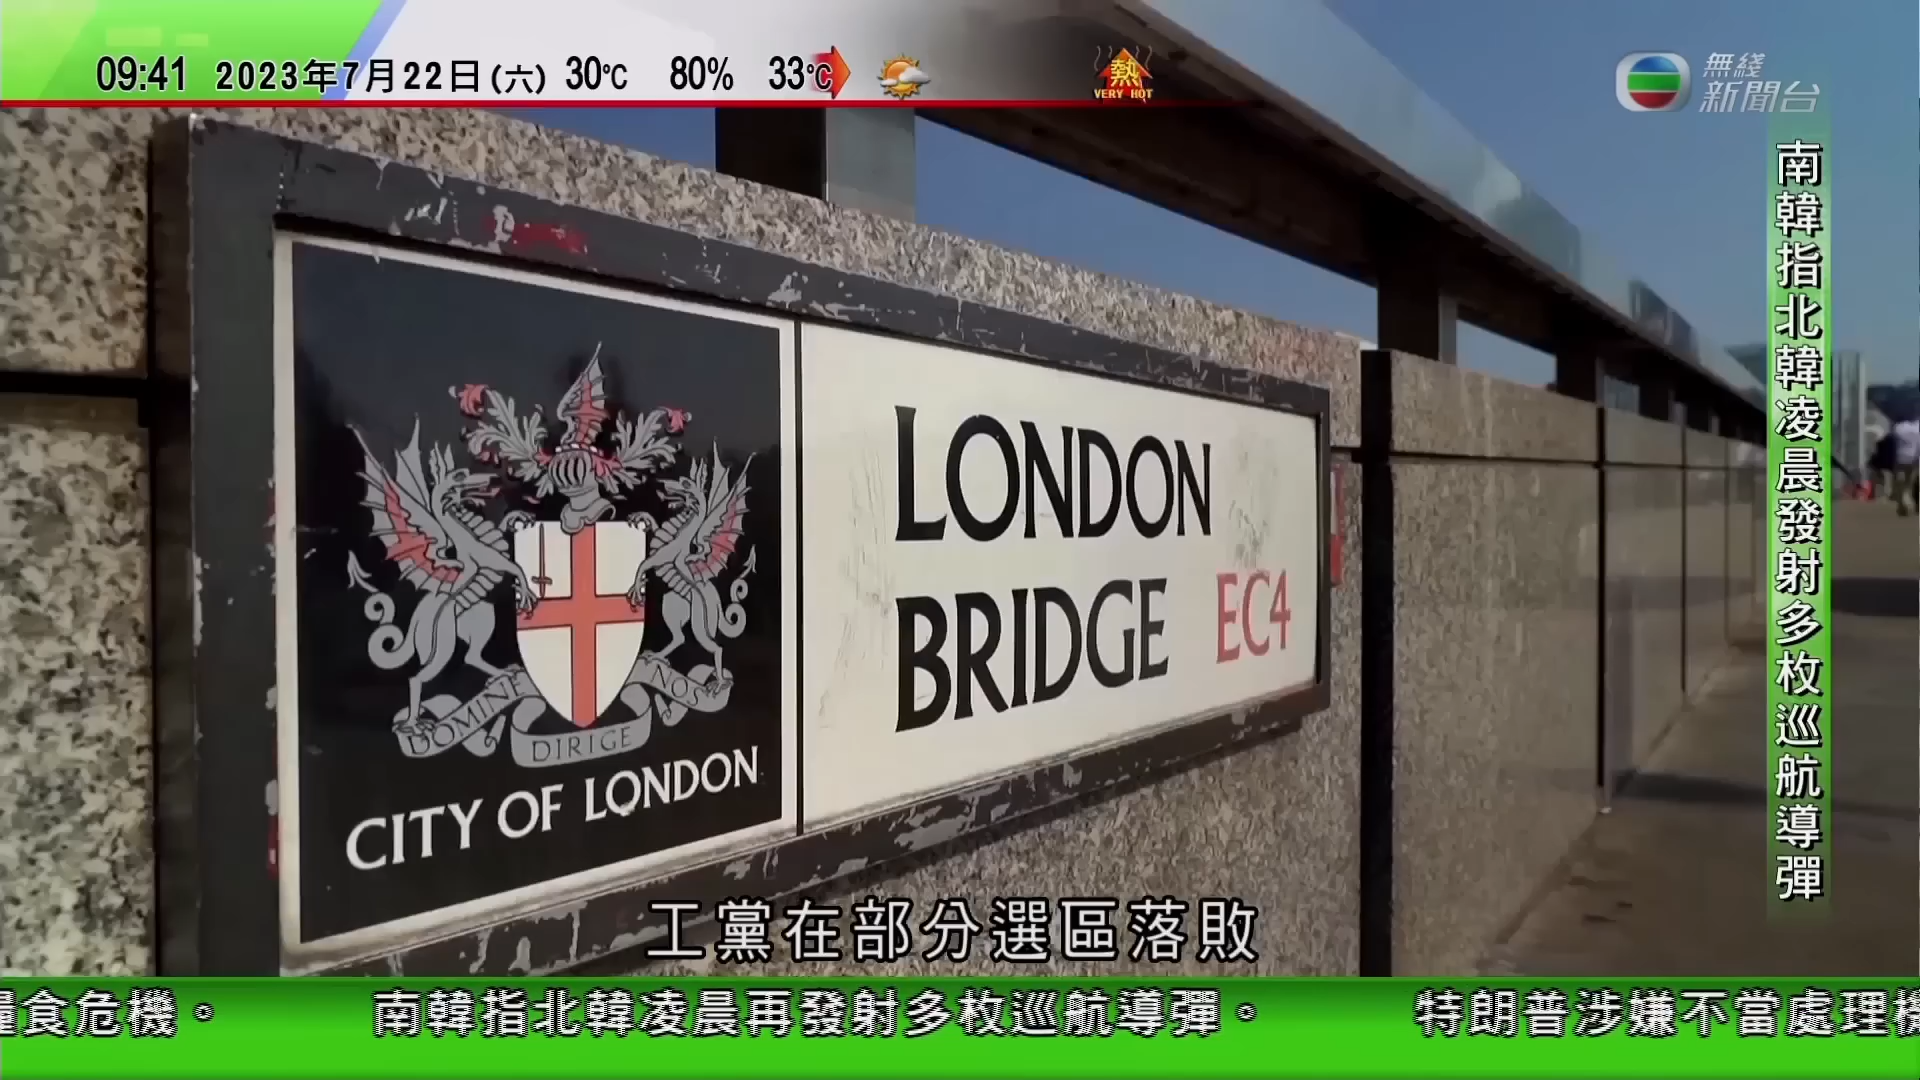 09:41 2023年7月22日(六) 30℃ 80% 33℃
熱
VERY HOT
無綫
新聞台
南韓指北韓凌晨發射多枚巡航導彈
LONDON
BRIDGE EC4
DOMINE DIRIGE NOS
CITY OF LONDON
工黨在部分選區落敗
糧食危機。 南韓指北韓凌晨再發射多枚巡航導彈。 特朗普涉嫌不當處理機